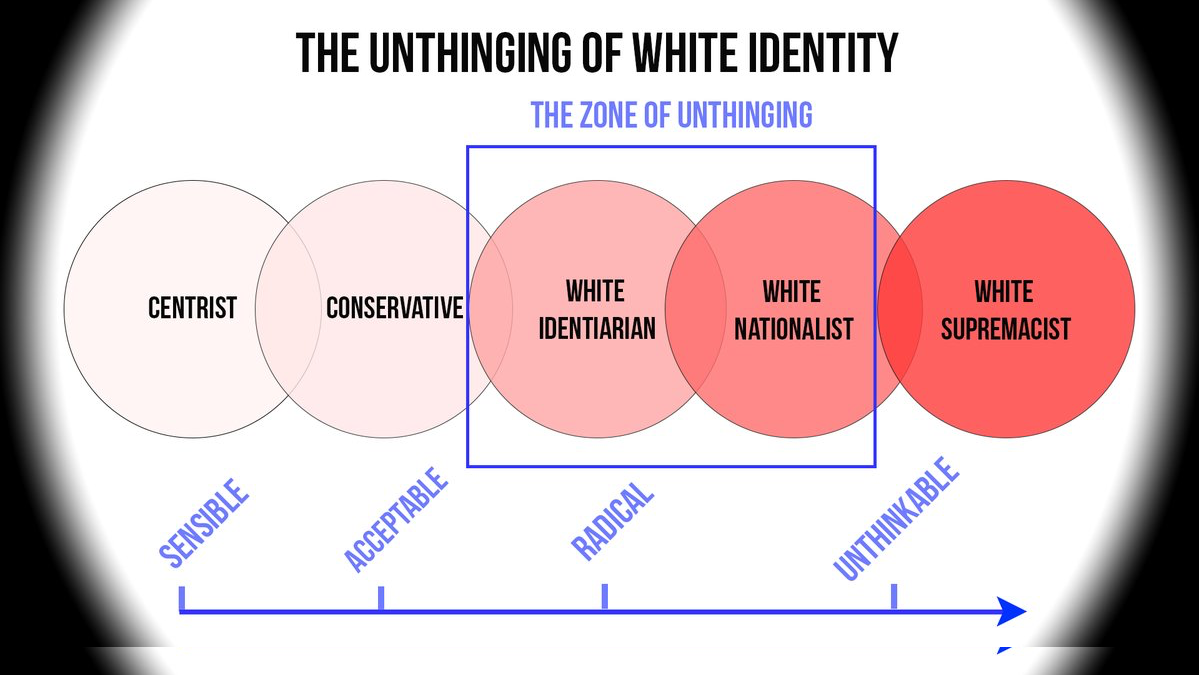 THE UNTHINGING OF WHITE IDENTITY
THE ZONE OF UNTHINGING
CENTRIST
CONSERVATIVE
WHITE
IDENTIARIAN
WHITE
NATIONALIST
WHITE
SUPREMACIST
SENSIBLE
ACCEPTABLE
RADICAL
UNTHINKABLE